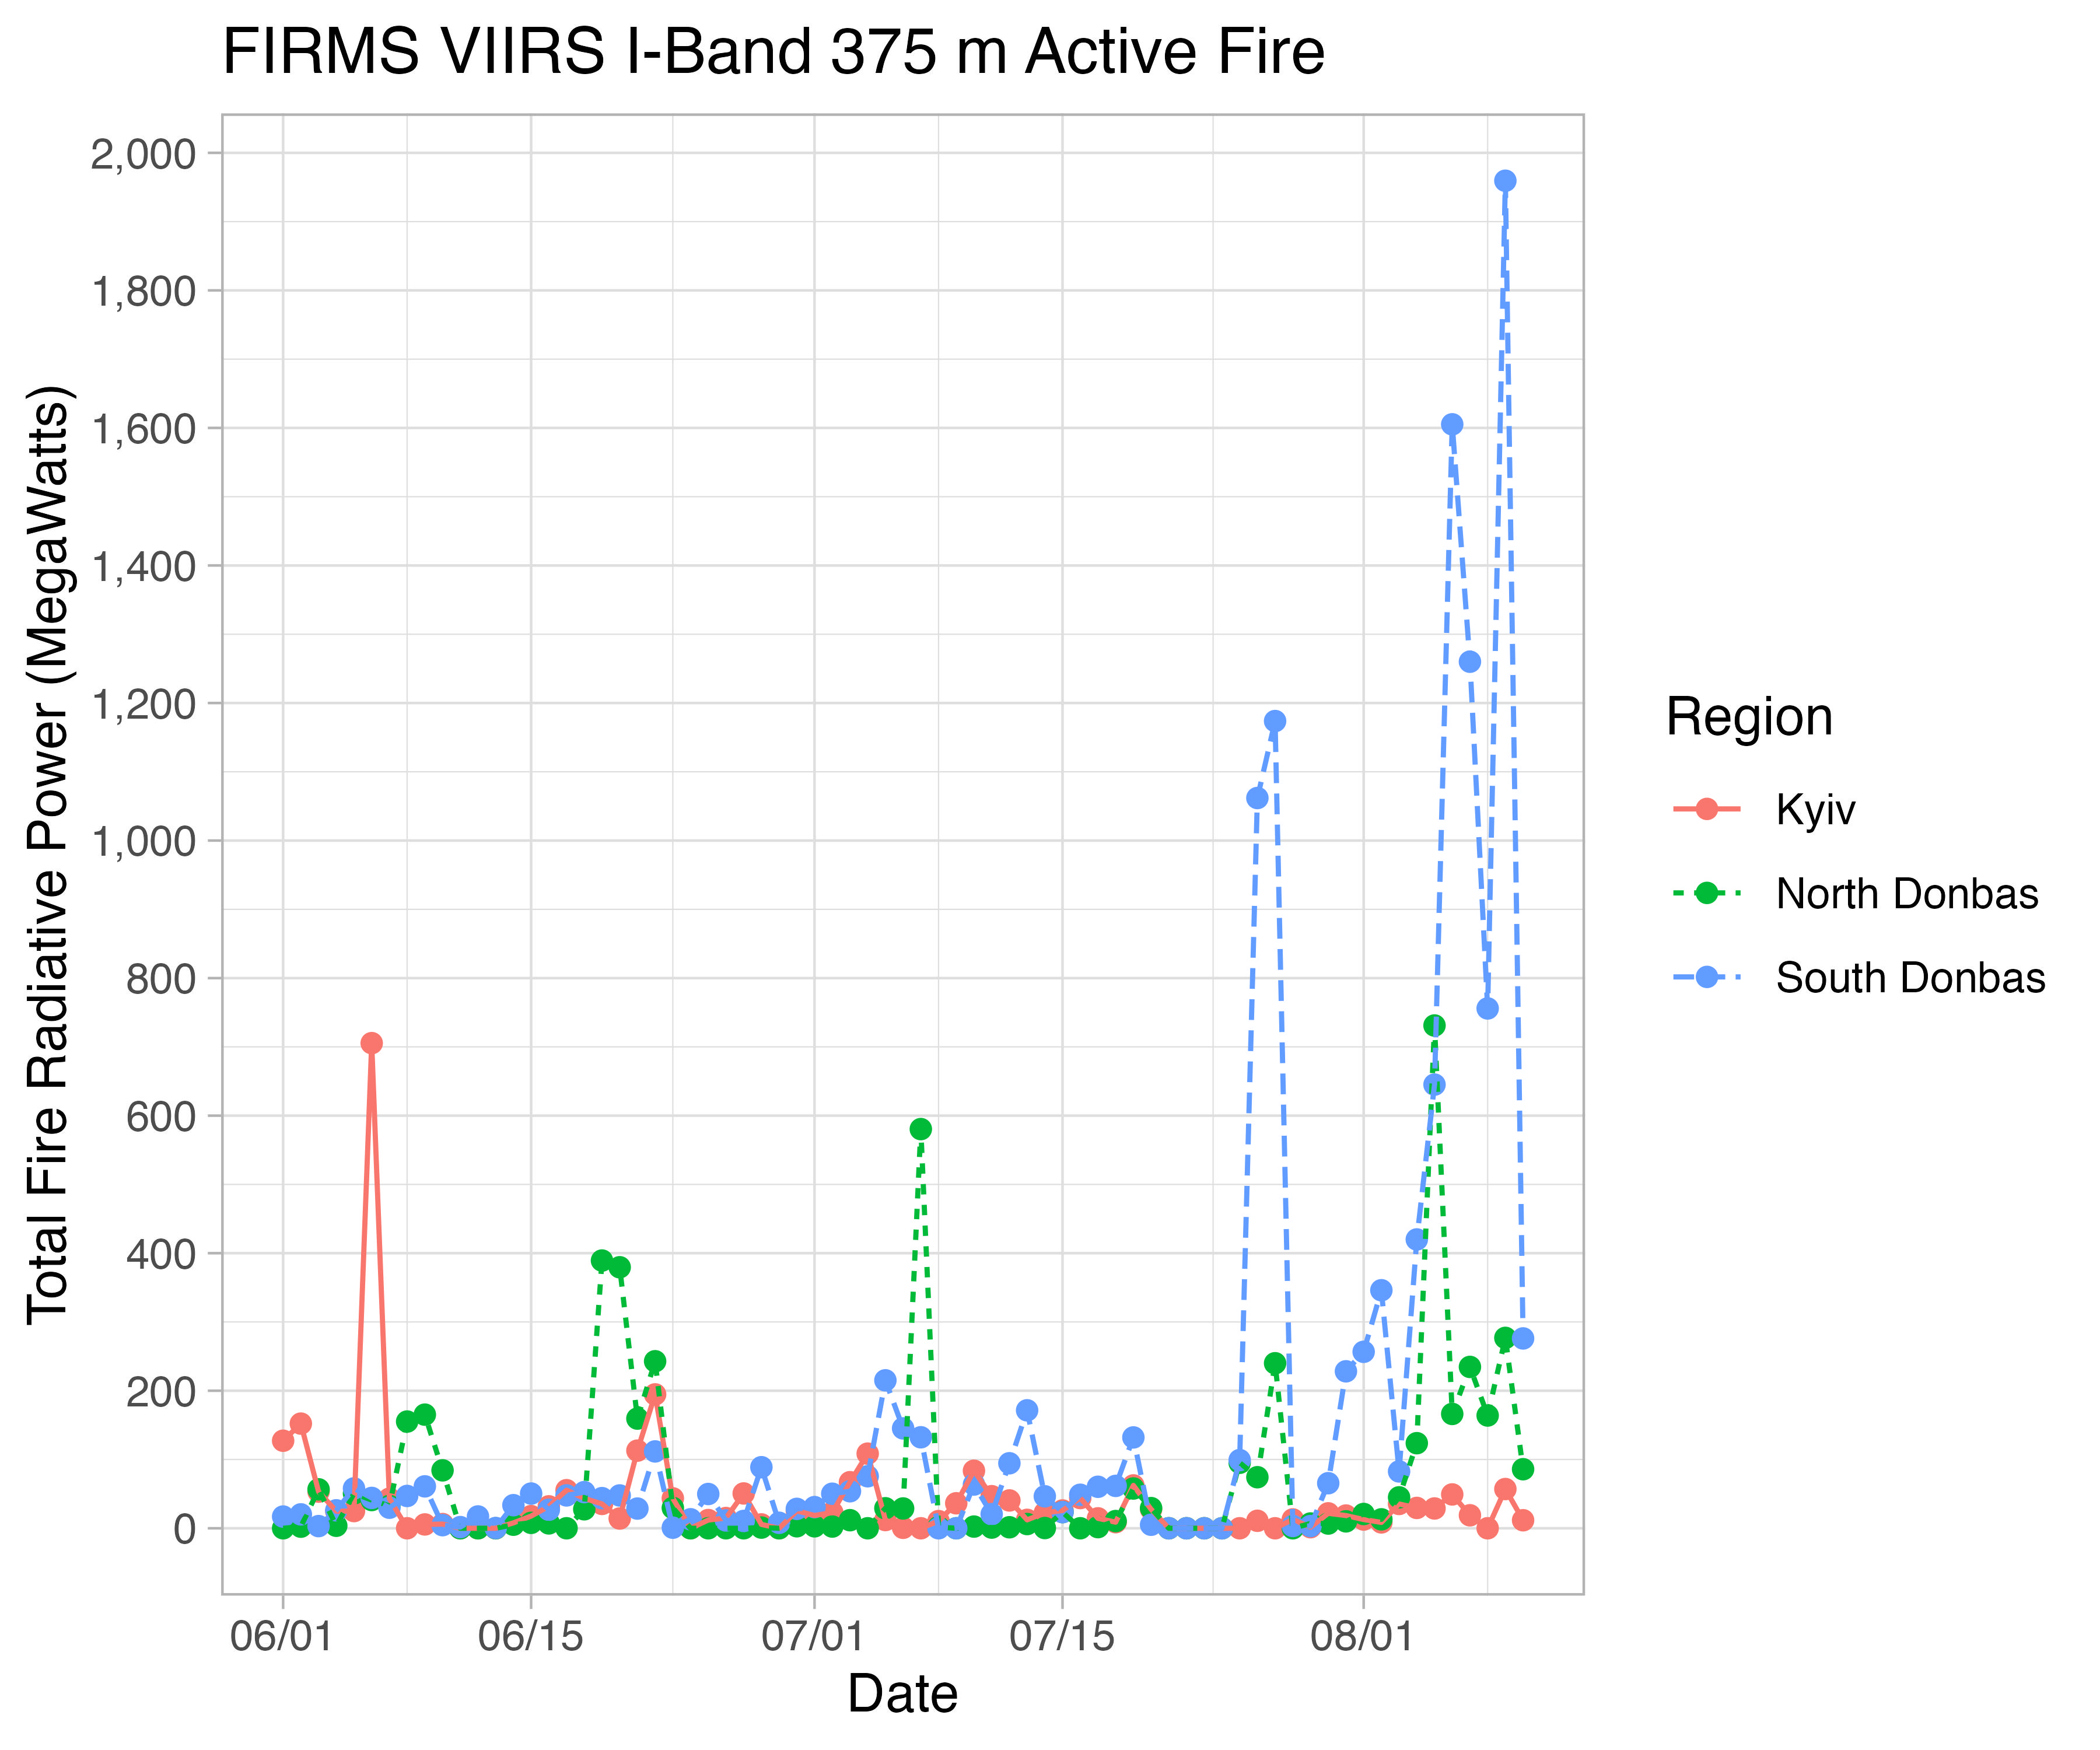 FIRMS VIIRS I-Band 375 m Active Fire
Total Fire Radiative Power (MegaWatts)
2,000
1,800
1,600
1,400
1,200
1,000
800
600
400
200
0
06/01
06/15
07/01
07/15
08/01
Date
Region
Kyiv
North Donbas
South Donbas